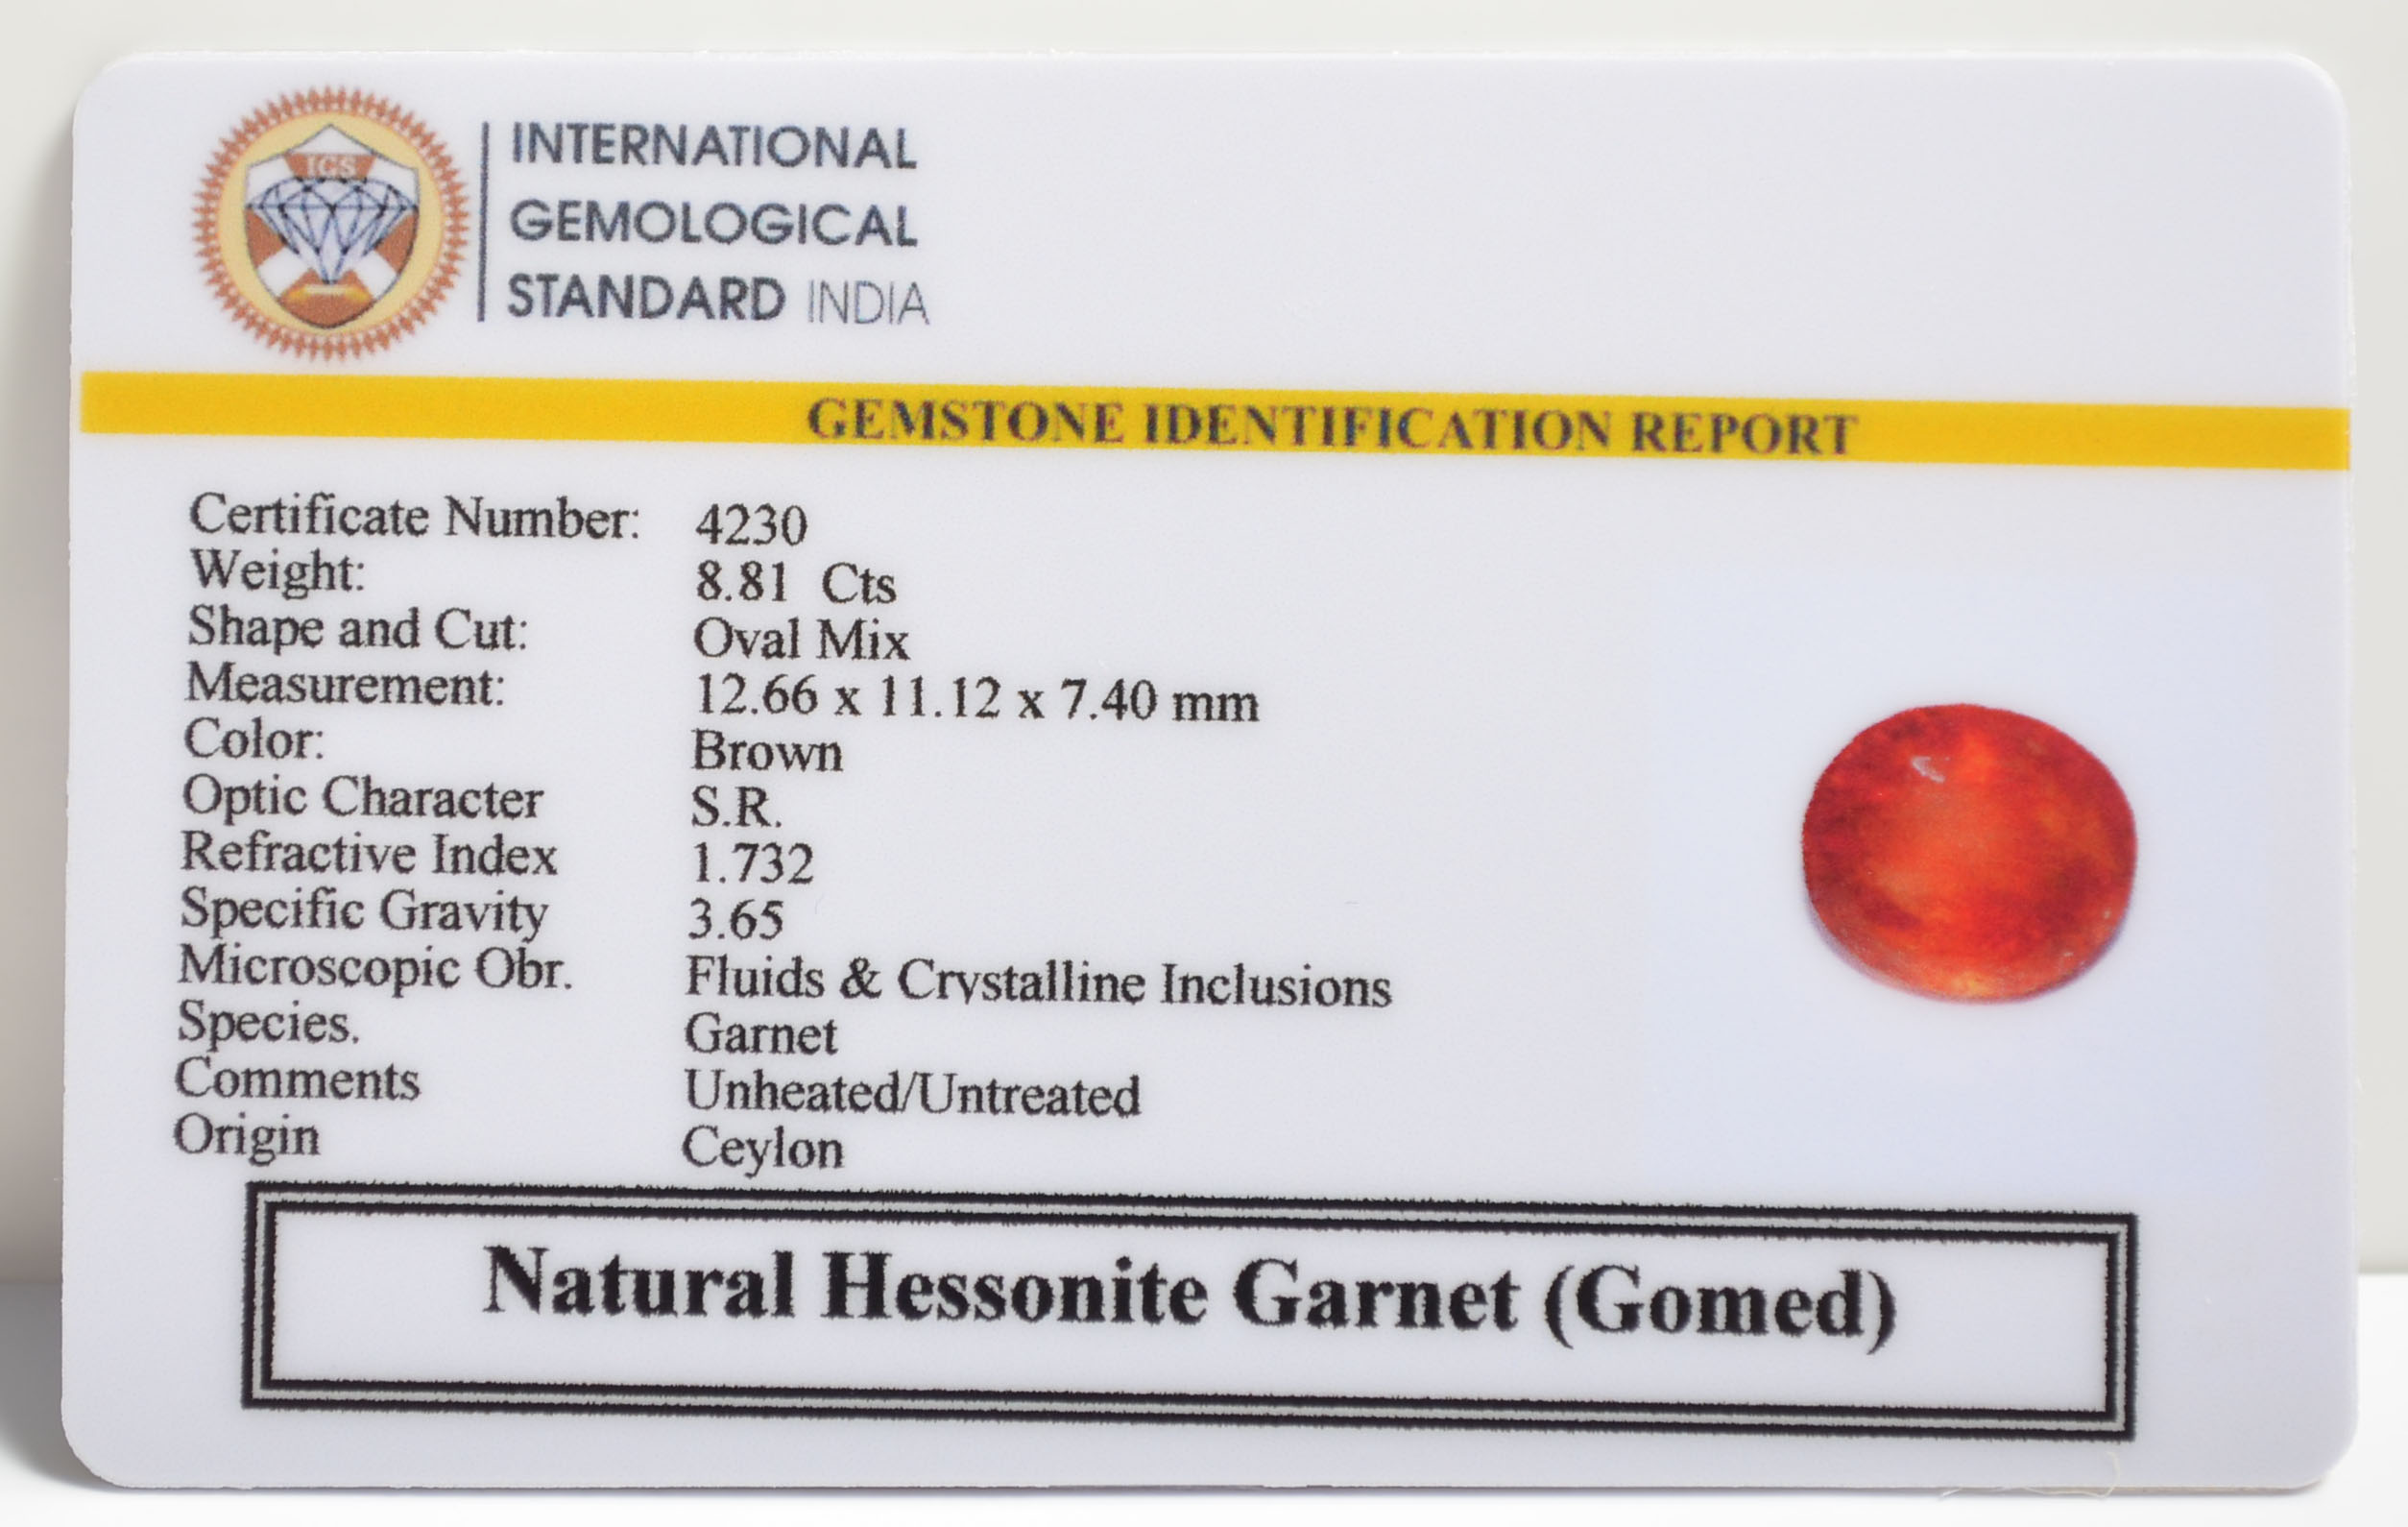 IGS
INTERNATIONAL
GEMOLOGICAL
STANDARD INDIA
GEMSTONE IDENTIFICATION REPORT
Certificate Number: 4230
Weight: 8.81 Cts
Shape and Cut: Oval Mix
Measurement: 12.66 x 11.12 x 7.40 mm
Color: Brown
Optic Character S.R.
Refractive Index 1.732
Specific Gravity 3.65
Microscopic Obr. Fluids & Crystalline Inclusions
Species. Garnet
Comments Unheated/Untreated
Origin Ceylon
Natural Hessonite Garnet (Gomed)